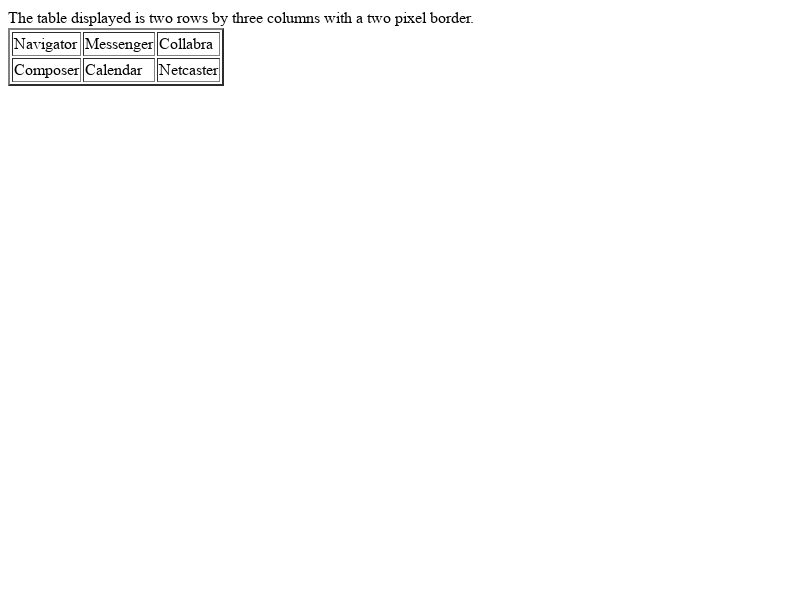 The table displayed is two rows by three columns with a two pixel border.
Navigator Messenger Collabra
Composer Calendar Netcaster